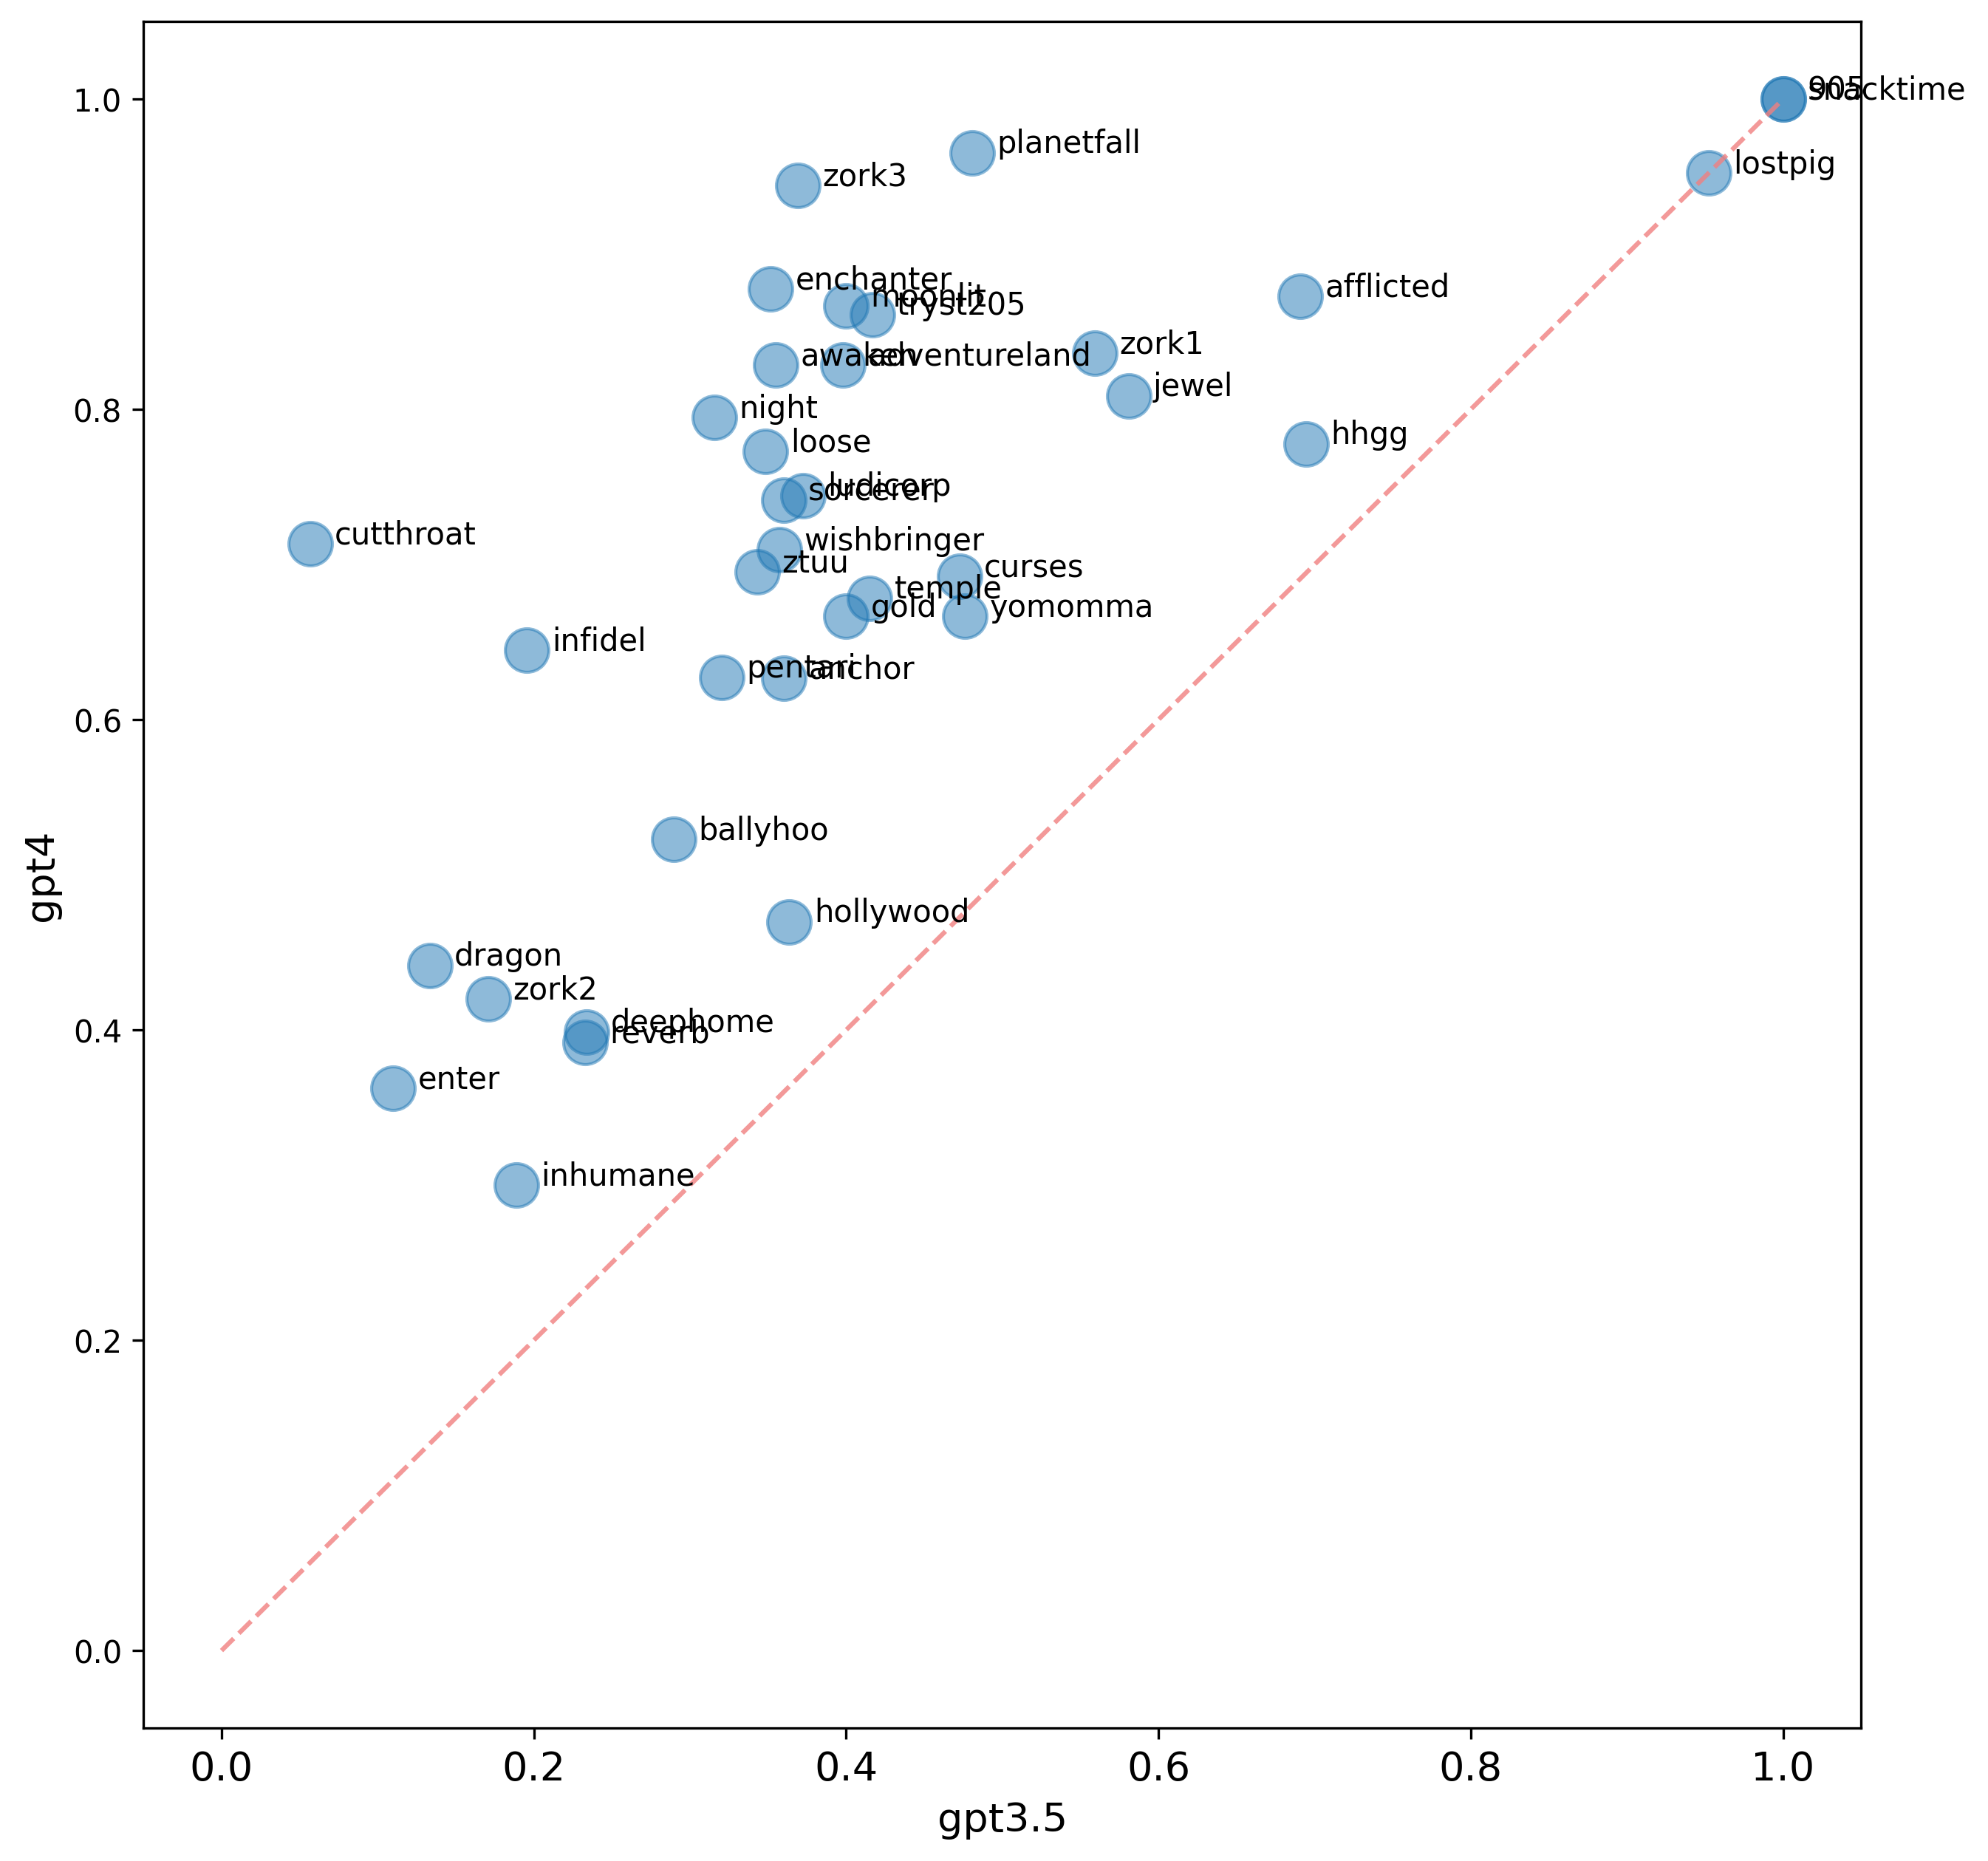 1.0
905
snacktime
planetfall
lostpig
zork3
enchanter
afflicted
moonlit
tryst205
zork1
awaken
adventureland
jewel
0.8
night
hhgg
loose
ludicorp
sorcerer
cutthroat
wishbringer
ztuu
curses
temple
gold
yomomma
0.6
infidel
pentari
anchor
ballyhoo
gpt4
hollywood
dragon
zork2
deephome
0.4
reverb
enter
inhumane
0.2
0.0
0.0 0.2 0.4 0.6 0.8 1.0
gpt3.5